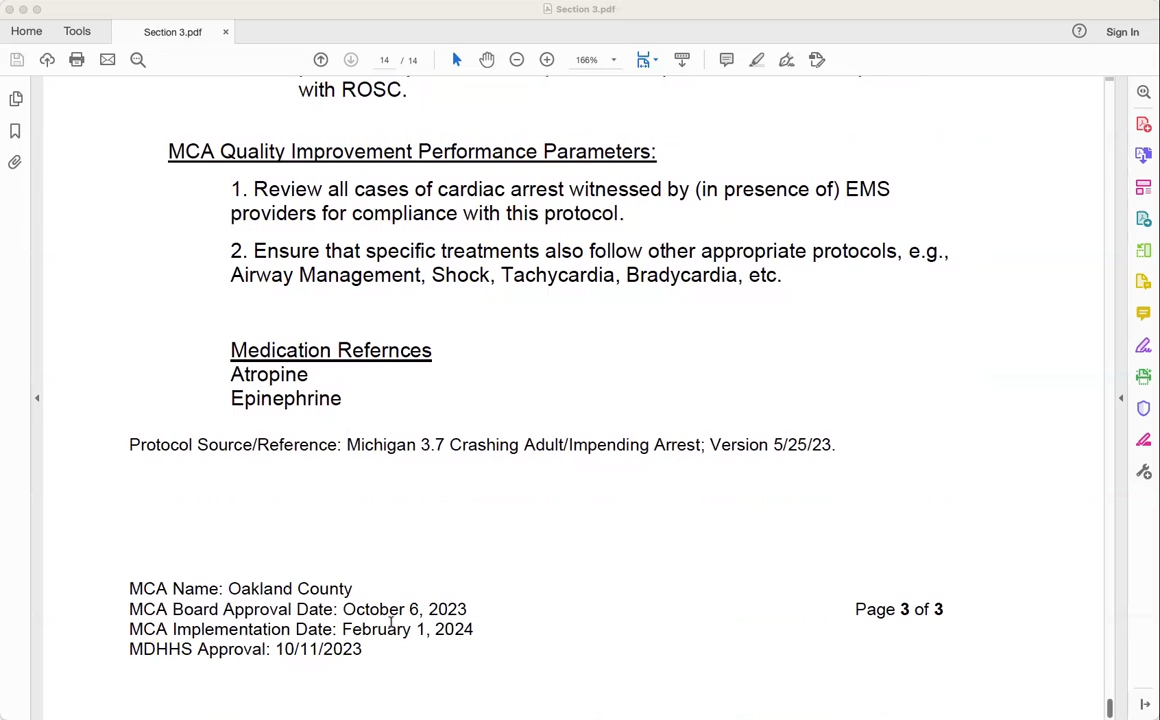 Section 3.pdf
Home Tools Section 3.pdf × Sign In
14 / 14 166%
with ROSC.
MCA Quality Improvement Performance Parameters:
1. Review all cases of cardiac arrest witnessed by (in presence of) EMS
providers for compliance with this protocol.
2. Ensure that specific treatments also follow other appropriate protocols, e.g.,
Airway Management, Shock, Tachycardia, Bradycardia, etc.
Medication Refernces
Atropine
Epinephrine
Protocol Source/Reference: Michigan 3.7 Crashing Adult/Impending Arrest; Version 5/25/23.
MCA Name: Oakland County
MCA Board Approval Date: October 6, 2023
Page 3 of 3
MCA Implementation Date: February 1, 2024
MDHHS Approval: 10/11/2023